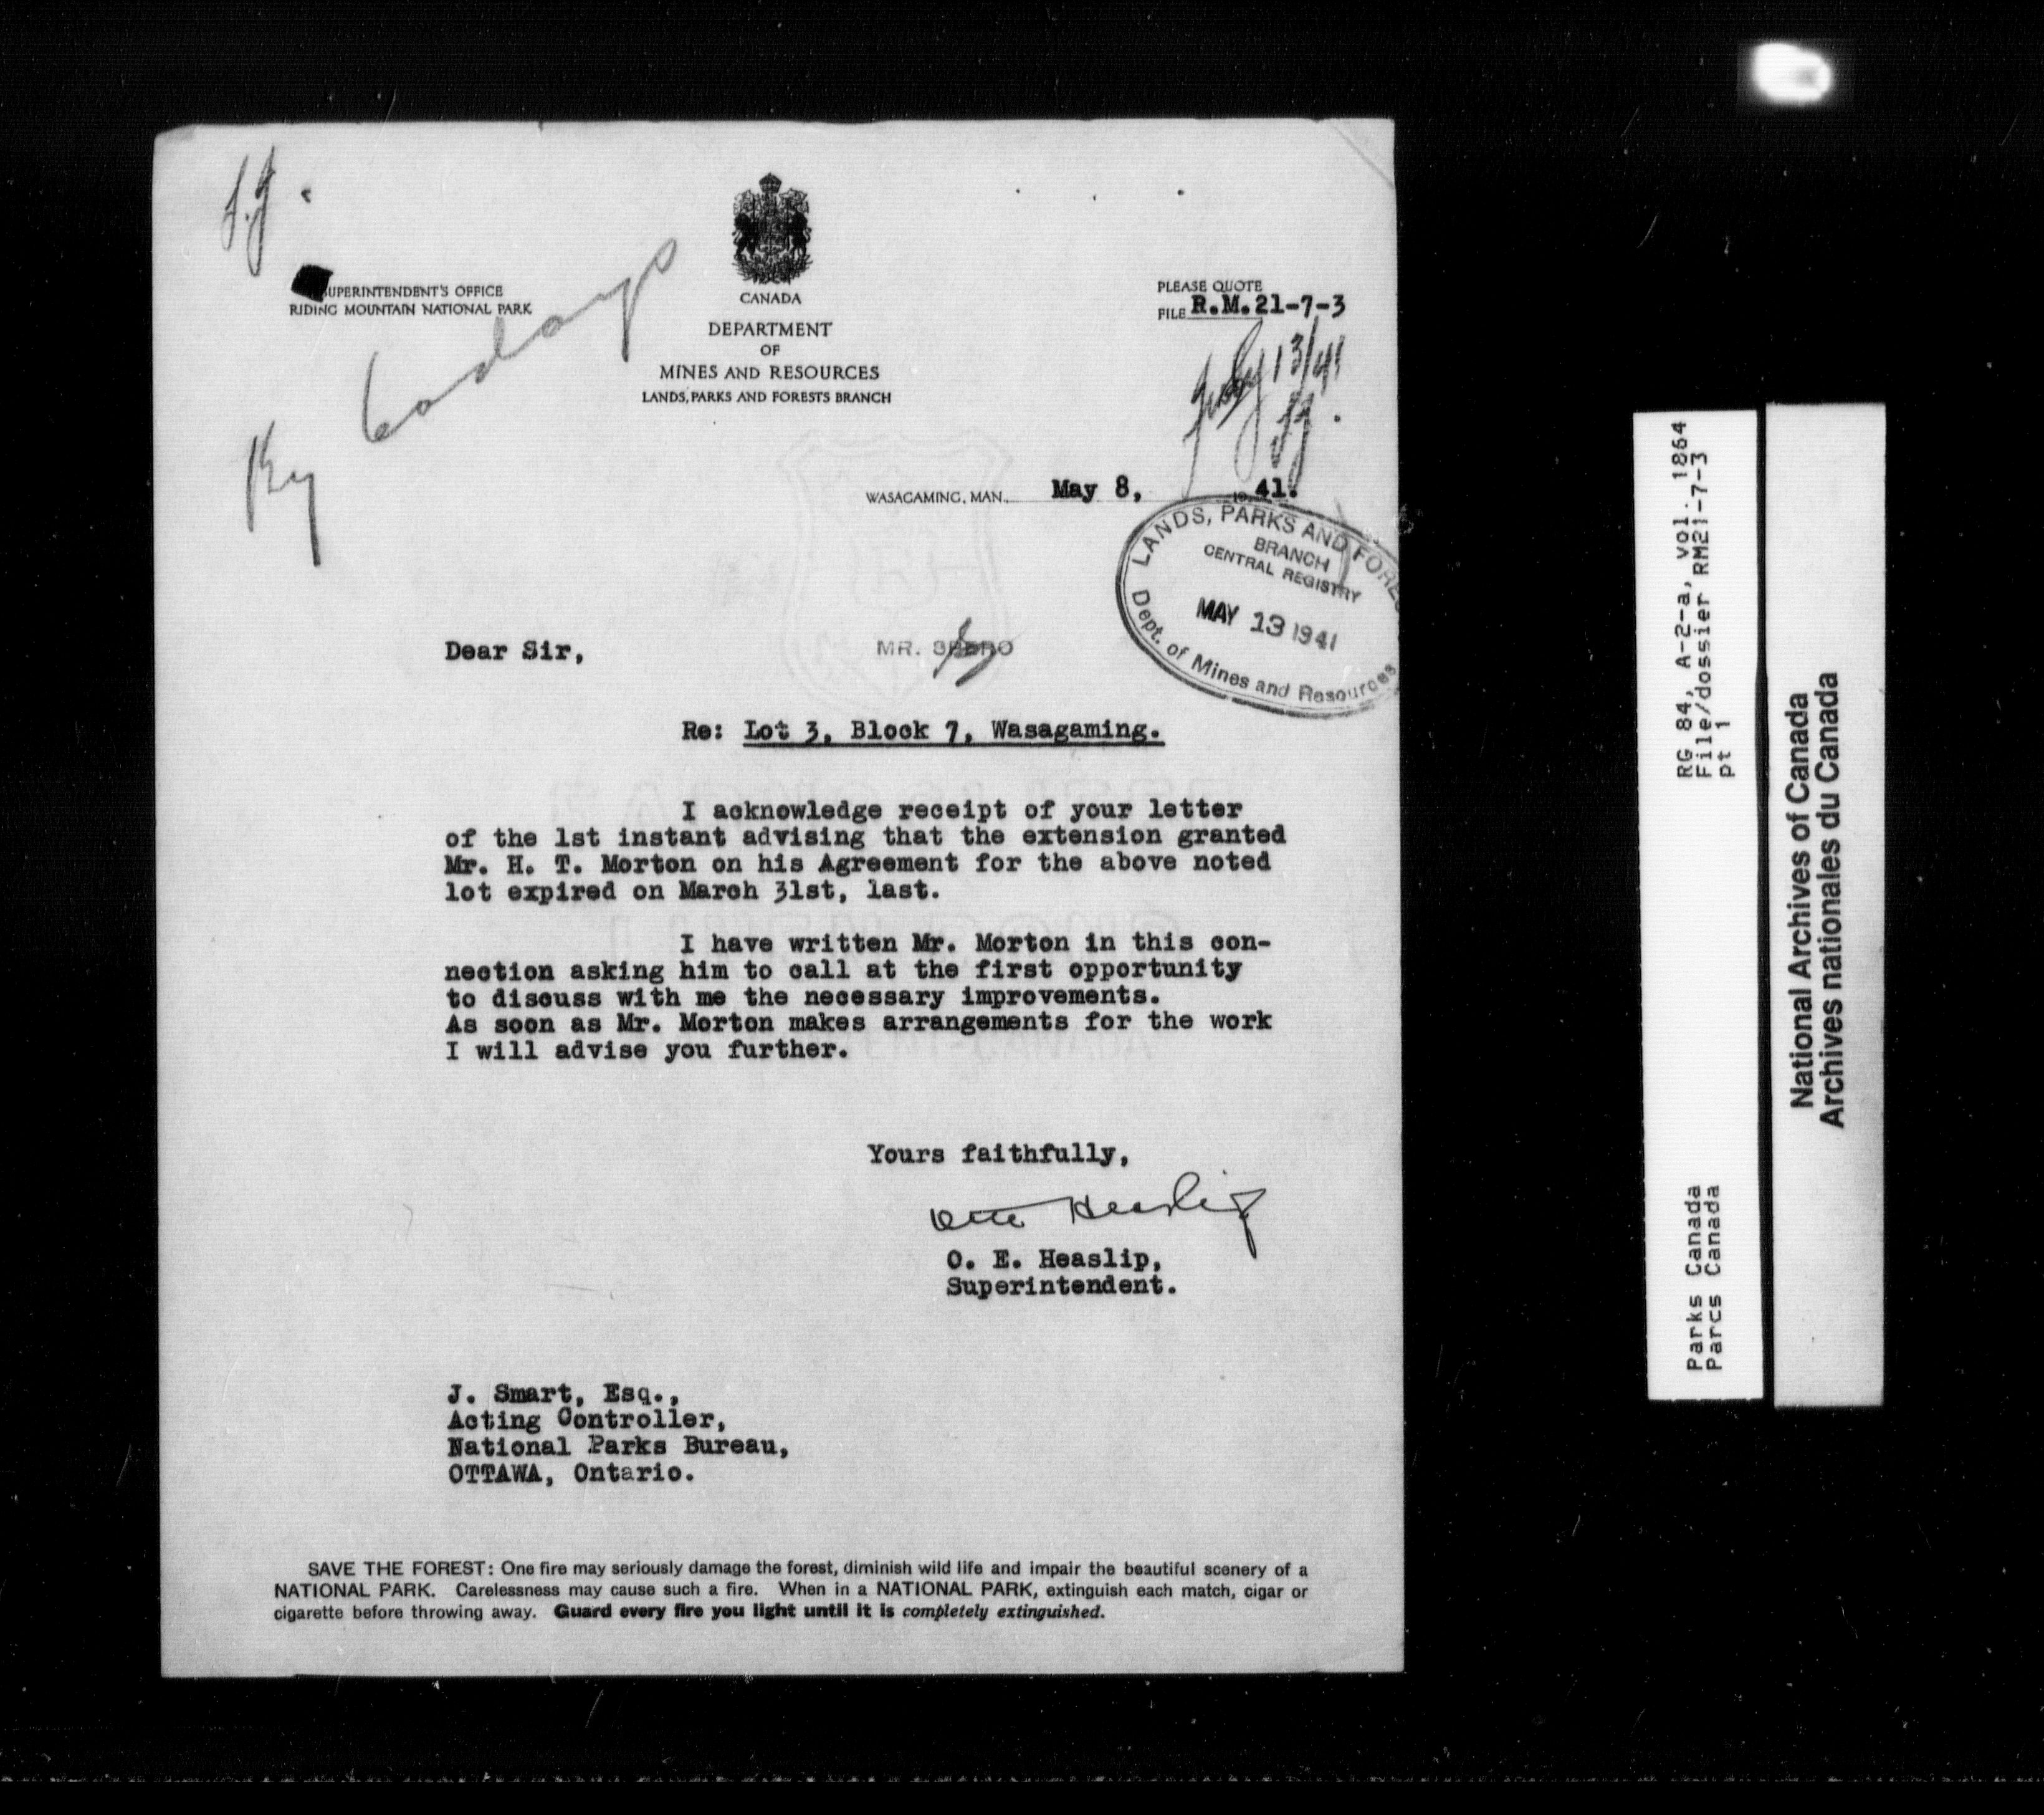 SUPERINTENDENT'S OFFICE
RIDING MOUNTAIN NATIONAL PARK
CANADA
DEPARTMENT
OF
MINES AND RESOURCES
LANDS, PARKS AND FORESTS BRANCH
PLEASE QUOTE
FILE R.M.21-7-3
13/41
60 days
WASAGAMING, MAN., May 8, 1941.
LANDS, PARKS AND FORES
BRANCH
CENTRAL REGISTRY
MAY 13 1941
Dept. of Mines and Resources
Dear Sir,
MR. SPERO
Re: Lot 3, Block 7, Wasagaming.
I acknowledge receipt of your letter
of the 1st instant advising that the extension granted
Mr. H. T. Morton on his Agreement for the above noted
lot expired on March 31st, last.
I have written Mr. Morton in this con-
nection asking him to call at the first opportunity
to discuss with me the necessary improvements.
As soon as Mr. Morton makes arrangements for the work
I will advise you further.
Yours faithfully,
Otto Heaslip
O. E. Heaslip,
Superintendent.
J. Smart, Esq.,
Acting Controller,
National Parks Bureau,
OTTAWA, Ontario.
SAVE THE FOREST: One fire may seriously damage the forest, diminish wild life and impair the beautiful scenery of a
NATIONAL PARK. Carelessness may cause such a fire. When in a NATIONAL PARK, extinguish each match, cigar or
cigarette before throwing away. Guard every fire you light until it is completely extinguished.
RG 84, A-2-a, vol. 1864
File/dossier RM21-7-3
pt 1
Parks Canada
Parcs Canada
National Archives of Canada
Archives nationales du Canada